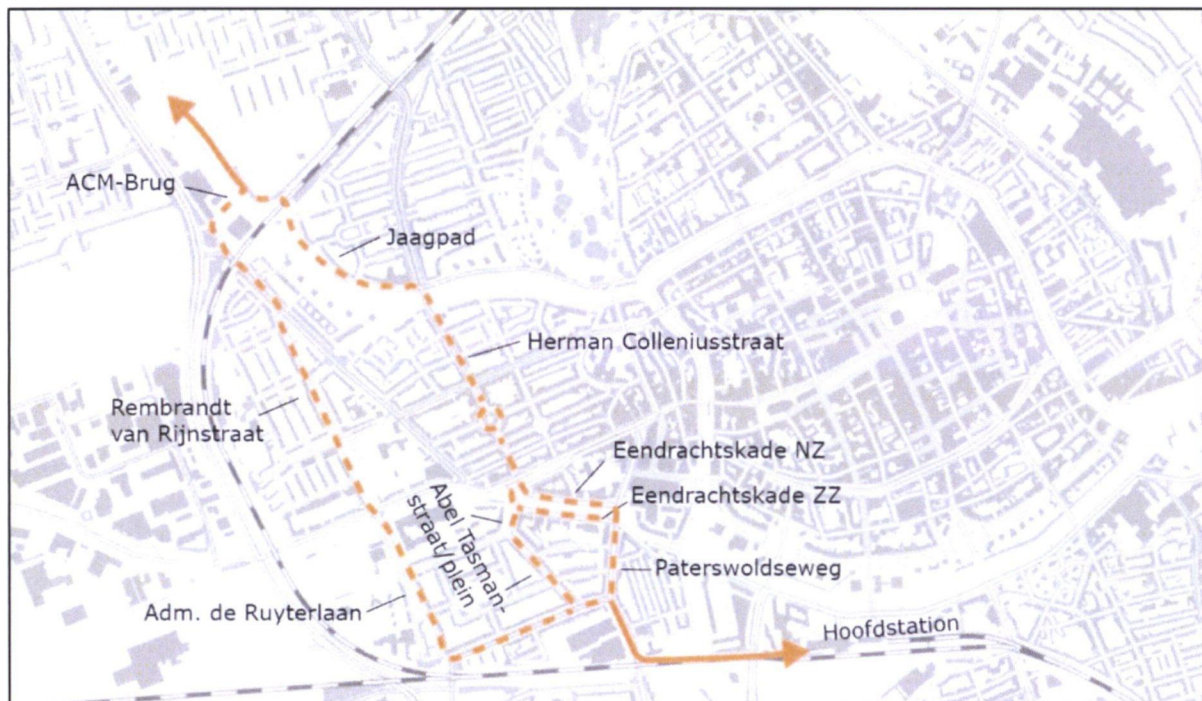 ACM-Brug
Jaagpad
Herman Colleniusstraat
Rembrandt
van Rijnstraat
Eendrachtskade NZ
Eendrachtskade ZZ
Abel Tasman-
straat/plein
Paterswoldseweg
Adm. de Ruyterlaan
Hoofdstation